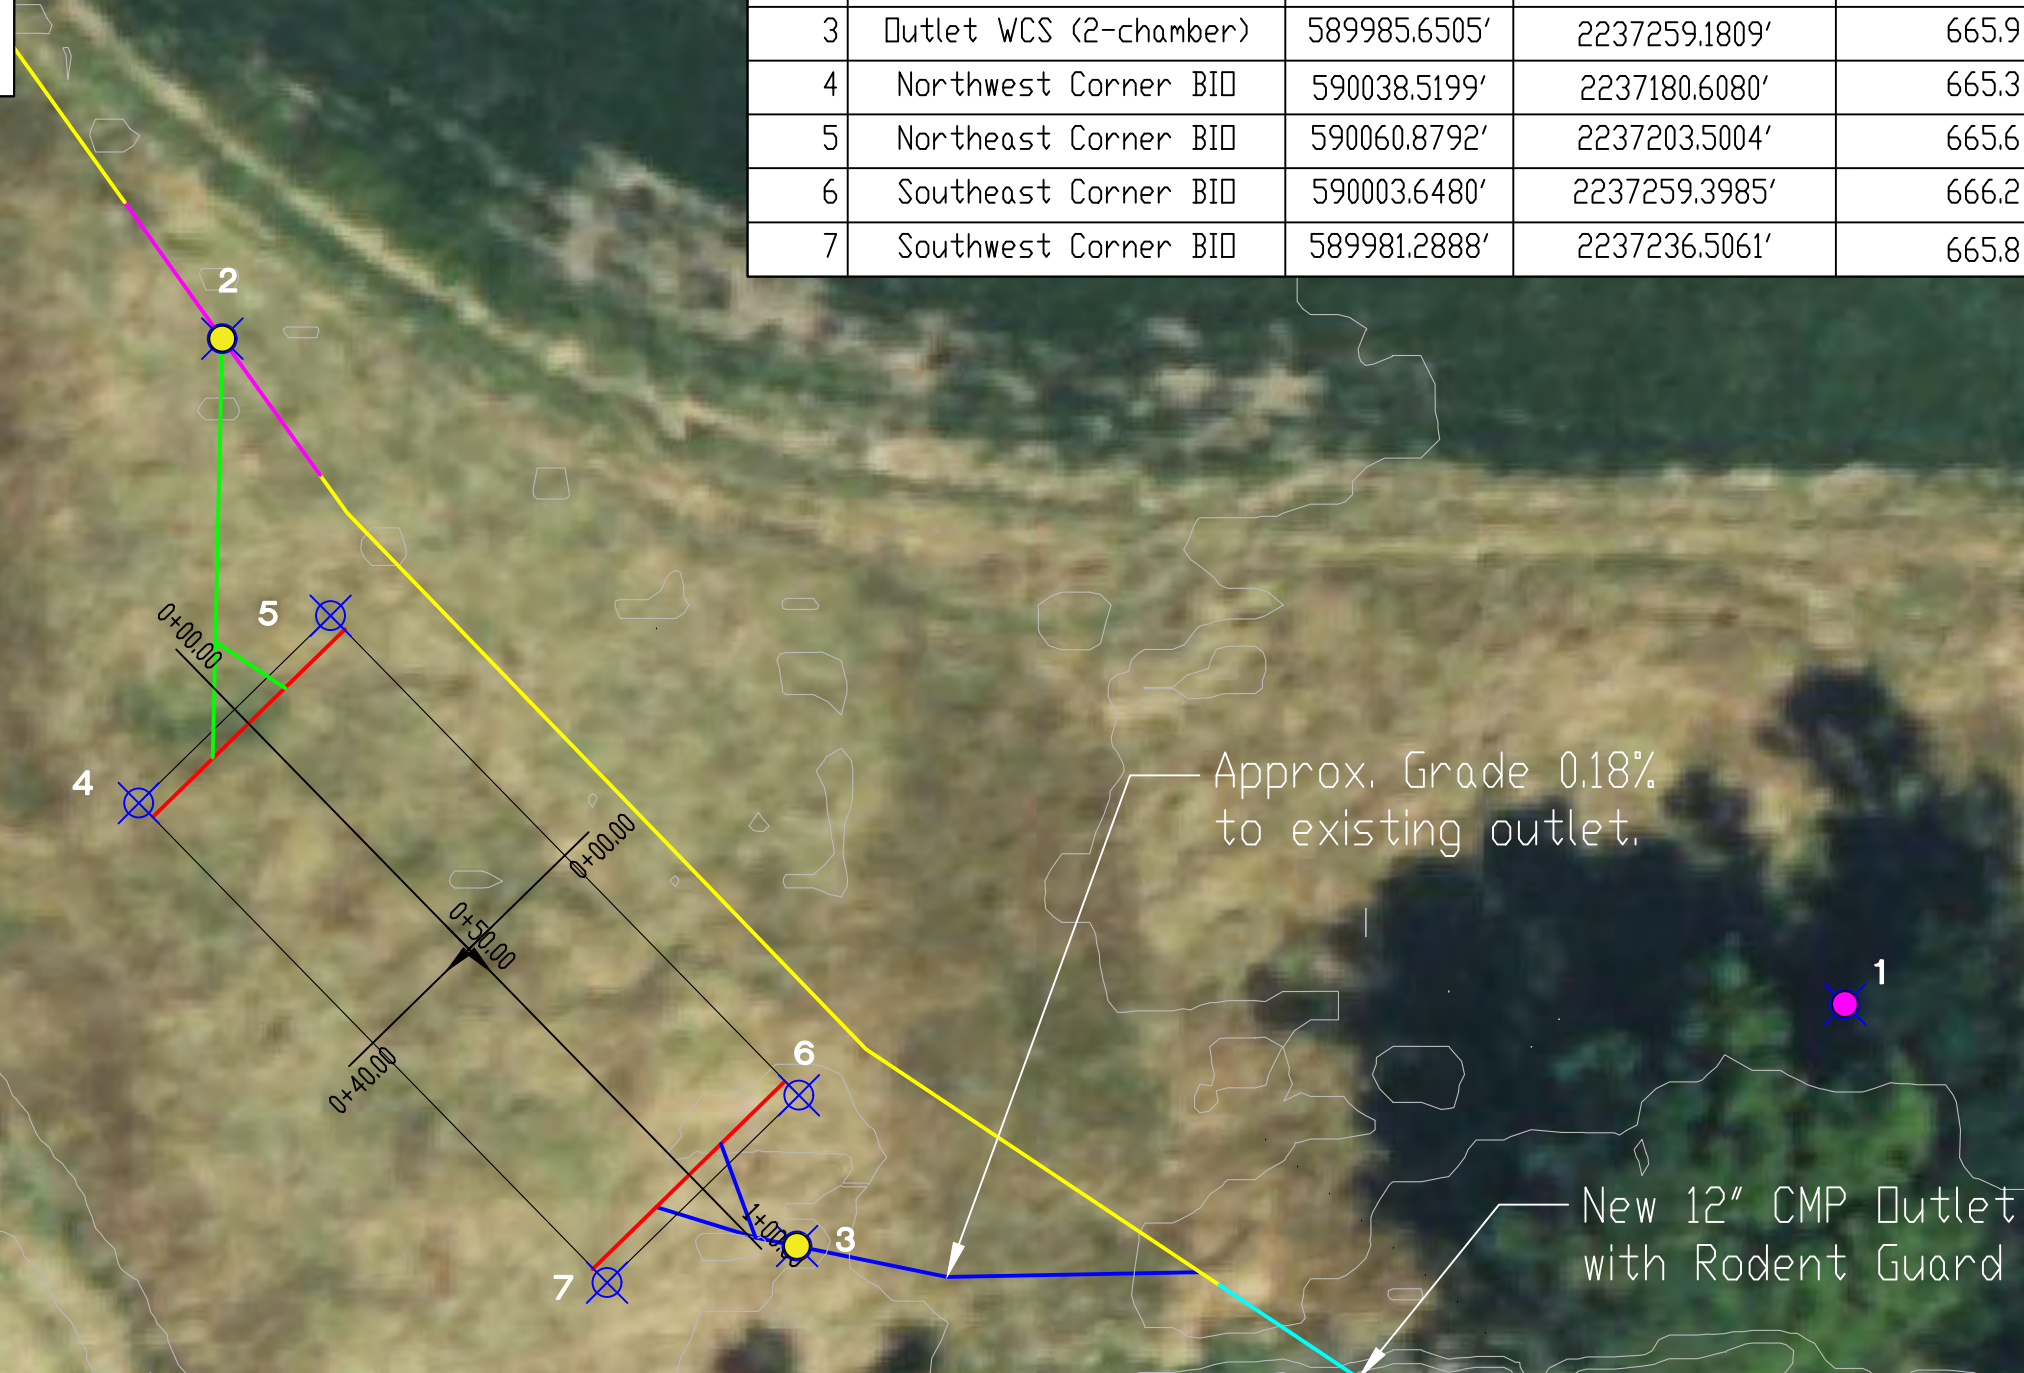 3 Outlet WCS (2-chamber) 589985.6505' 2237259.1809' 665.9
4 Northwest Corner BIO 590038.5199' 2237180.6080' 665.3
5 Northeast Corner BIO 590060.8792' 2237203.5004' 665.6
6 Southeast Corner BIO 590003.6480' 2237259.3985' 666.2
7 Southwest Corner BIO 589981.2888' 2237236.5061' 665.8
2
5
0+00.00
4
Approx. Grade 0.18%
to existing outlet.
0+00.00
0+50.00
1
6
0+40.00
New 12" CMP Outlet
with Rodent Guard
1+00.
3
7